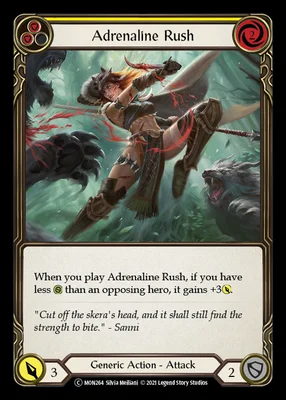 Adrenaline Rush
2
When you play Adrenaline Rush, if you have
less than an opposing hero, it gains +3.
"Cut off the skera's head, and it shall still find the
strength to bite." - Sanni
3
Generic Action - Attack
2
C MON264 Silvia Meiliani © 2021 Legend Story Studios